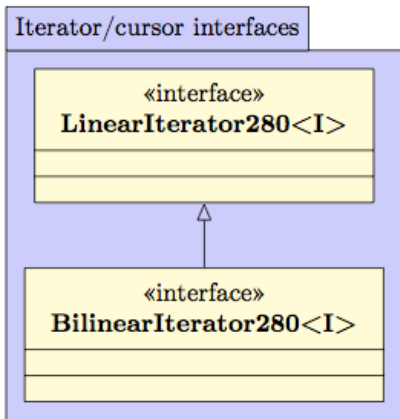 Iterator/cursor interfaces
«interface»
LinearIterator280<I>
«interface»
BilinearIterator280<I>